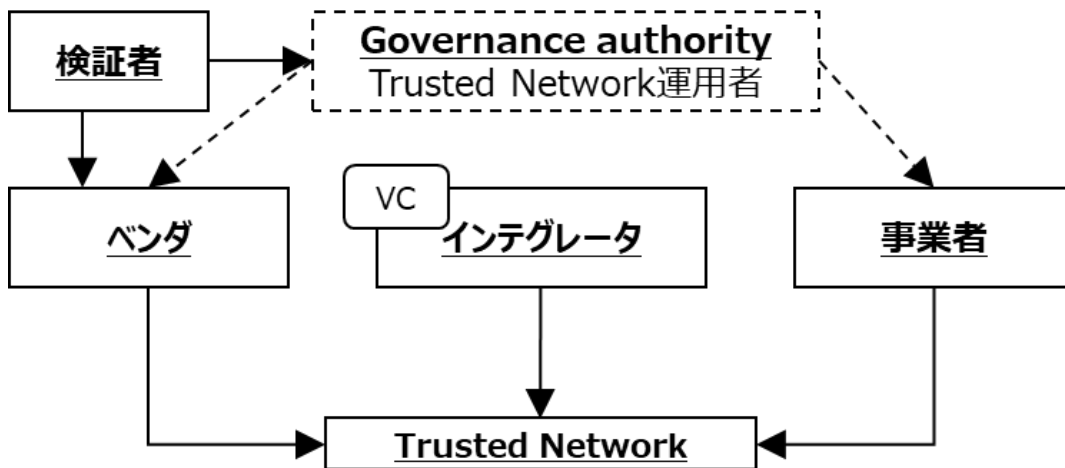 検証者
Governance authority
Trusted Network運用者
VC
ベンダ
インテグレータ
事業者
Trusted Network